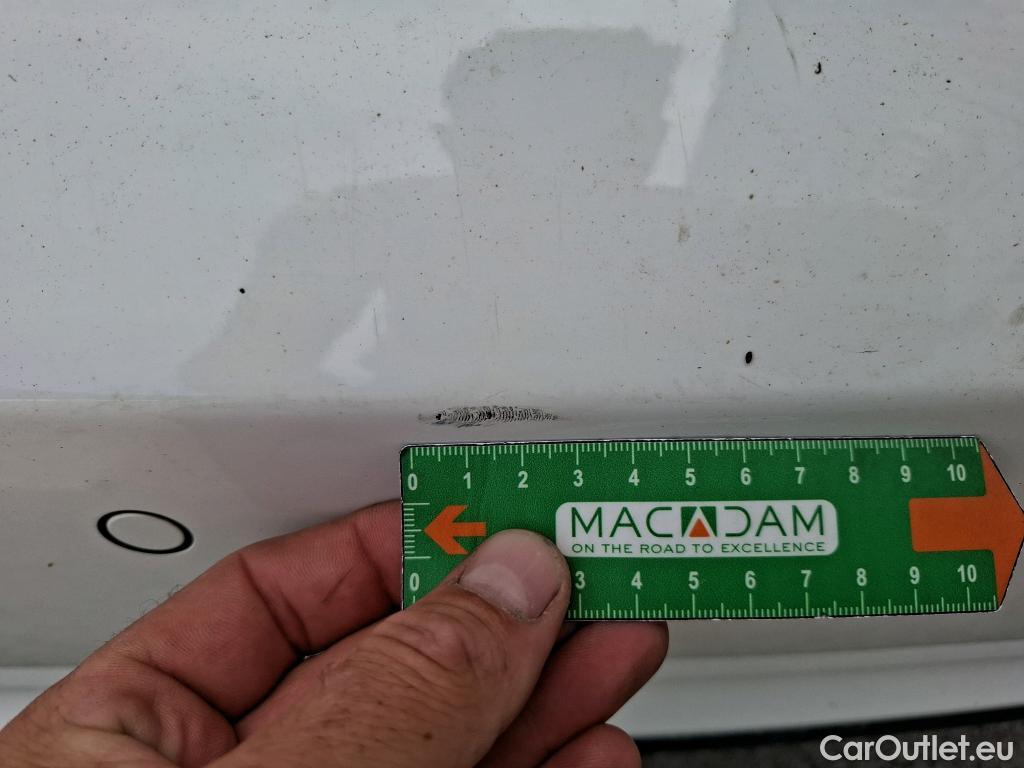 0 1 2 3 4 5 6 7 8 9 10
MACADAM
ON THE ROAD TO EXCELLENCE
0 3 4 5 6 7 8 9 10
CarOutlet.eu